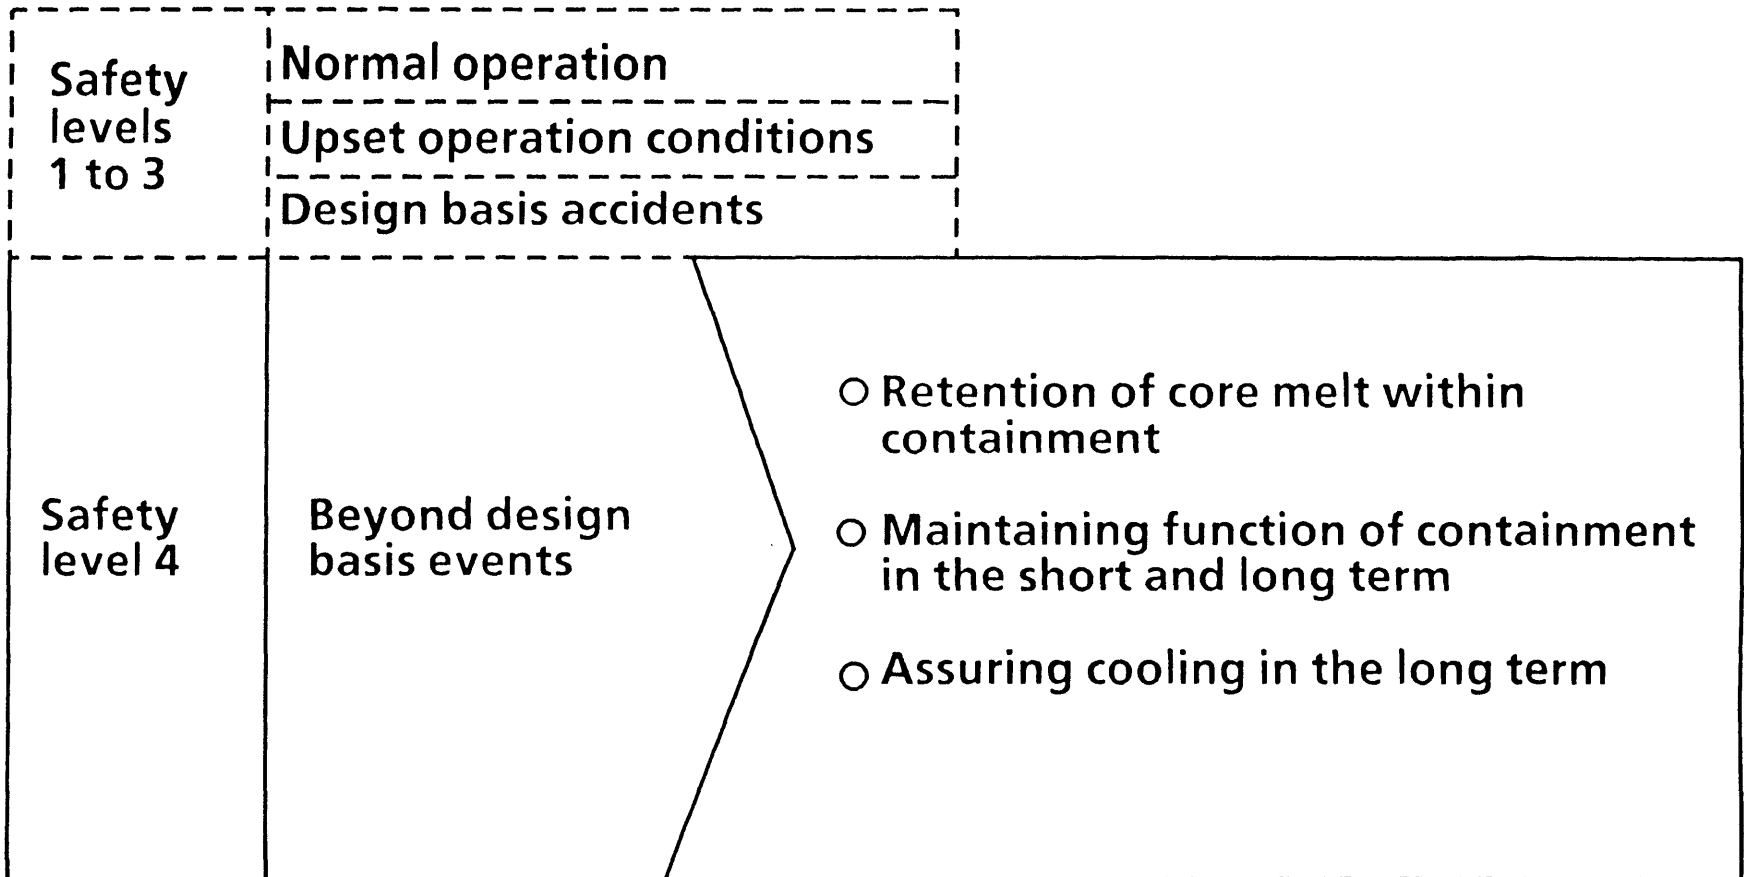 Safety
levels
1 to 3
Normal operation
Upset operation conditions
Design basis accidents
Safety
level 4
Beyond design
basis events
Retention of core melt within
containment
Maintaining function of containment
in the short and long term
Assuring cooling in the long term